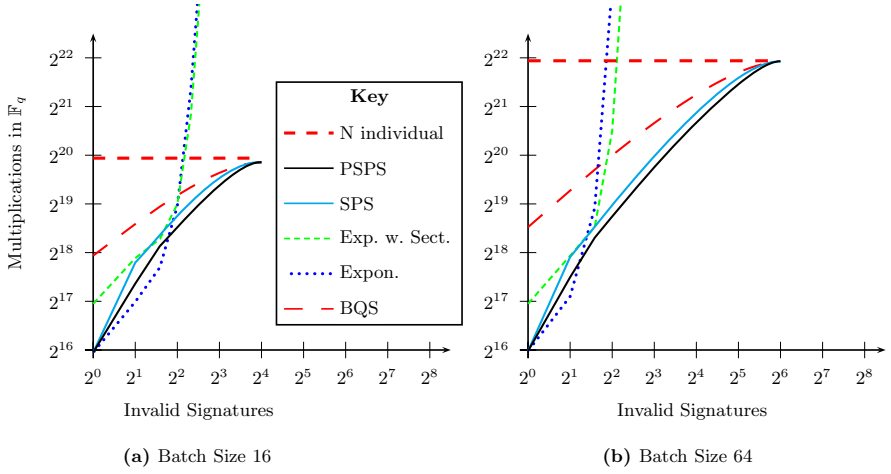 Multiplications in 𝔽_q
2^22
2^21
2^20
2^19
2^18
2^17
2^16
2^0 2^1 2^2 2^3 2^4 2^5 2^6 2^7 2^8
Invalid Signatures
(a) Batch Size 16
Key
N individual
PSPS
SPS
Exp. w. Sect.
Expon.
BQS
2^22
2^21
2^20
2^19
2^18
2^17
2^16
2^0 2^1 2^2 2^3 2^4 2^5 2^6 2^7 2^8
Invalid Signatures
(b) Batch Size 64